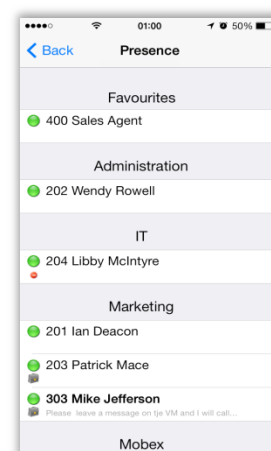 01:00
50%
Back
Presence
Favourites
400 Sales Agent
Administration
202 Wendy Rowell
IT
204 Libby McIntyre
Marketing
201 Ian Deacon
203 Patrick Mace
303 Mike Jefferson
Please leave a message on tje VM and I will call...
Mobex